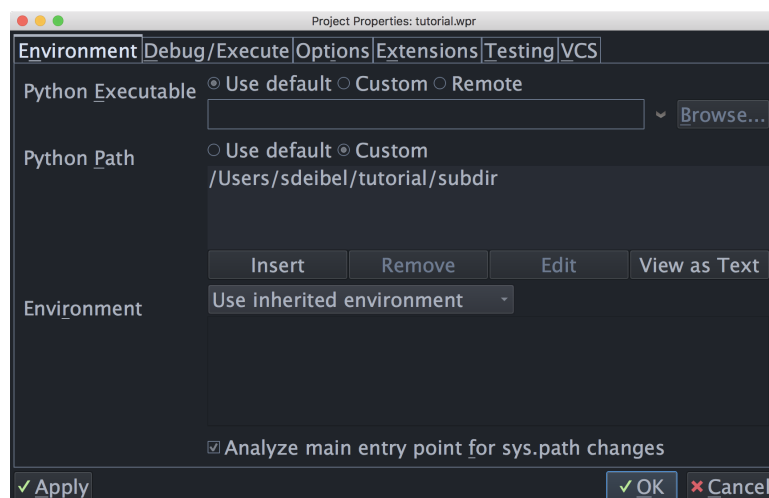 Project Properties: tutorial.wpr
Environment Debug/Execute Options Extensions Testing VCS
Python Executable Use default Custom Remote
Browse...
Python Path Use default Custom
/Users/sdeibel/tutorial/subdir
Insert Remove Edit View as Text
Environment Use inherited environment
Analyze main entry point for sys.path changes
Apply OK Cancel